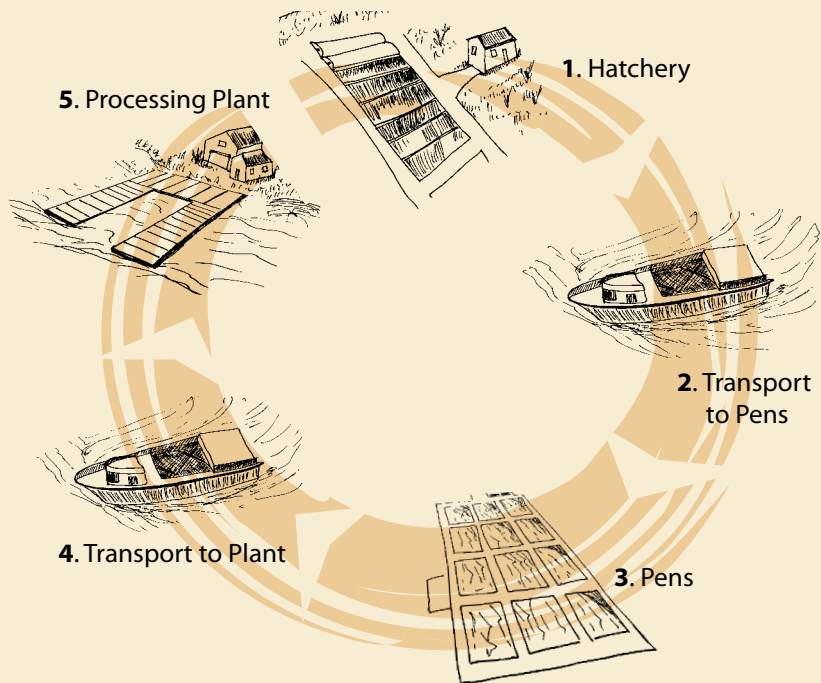 1. Hatchery
2. Transport
to Pens
3. Pens
4. Transport to Plant
5. Processing Plant